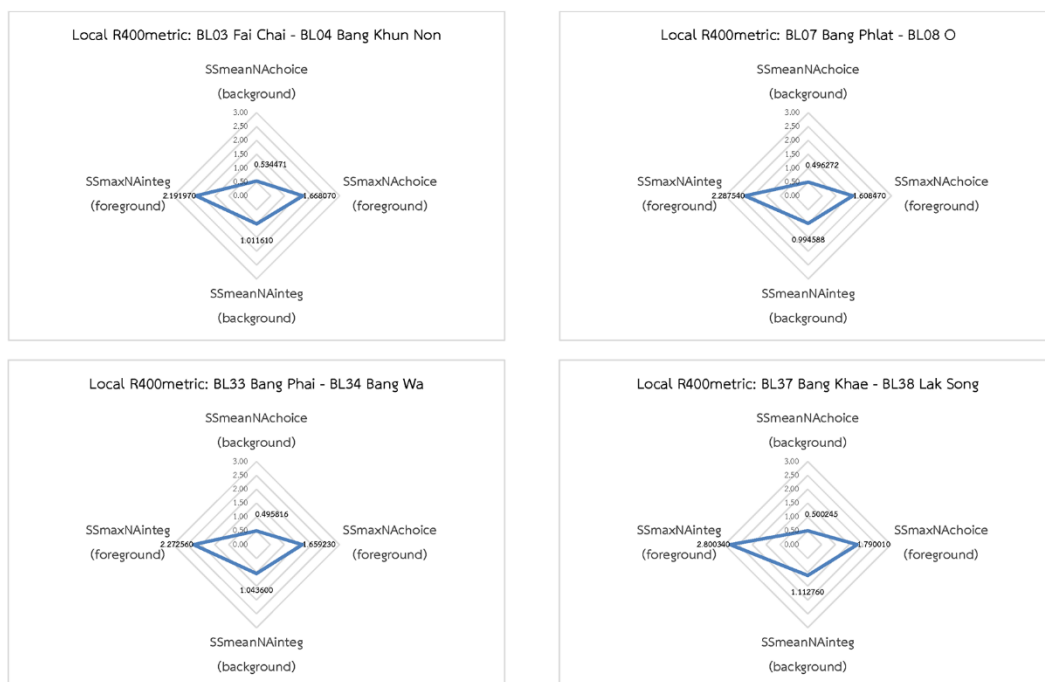 Local R400metric: BL03 Fai Chai - BL04 Bang Khun Non
SSmeanNAchoice
(background)
3.00
2.50
2.00
1.50
1.00
0.50
0.00
0.534471
SSmaxNAinteg
(foreground)
2.191970
1.668070
SSmaxNAchoice
(foreground)
1.011610
SSmeanNAinteg
(background)
Local R400metric: BL07 Bang Phlat - BL08 O
SSmeanNAchoice
(background)
3.00
2.50
2.00
1.50
1.00
0.50
0.00
0.496272
SSmaxNAinteg
(foreground)
2.287540
1.608470
SSmaxNAchoice
(foreground)
0.994588
SSmeanNAinteg
(background)
Local R400metric: BL33 Bang Phai - BL34 Bang Wa
SSmeanNAchoice
(background)
3.00
2.50
2.00
1.50
1.00
0.50
0.00
0.495816
SSmaxNAinteg
(foreground)
2.272560
1.659230
SSmaxNAchoice
(foreground)
1.043600
SSmeanNAinteg
(background)
Local R400metric: BL37 Bang Khae - BL38 Lak Song
SSmeanNAchoice
(background)
3.00
2.50
2.00
1.50
1.00
0.50
0.00
0.500245
SSmaxNAinteg
(foreground)
2.800340
1.790010
SSmaxNAchoice
(foreground)
1.112760
SSmeanNAinteg
(background)